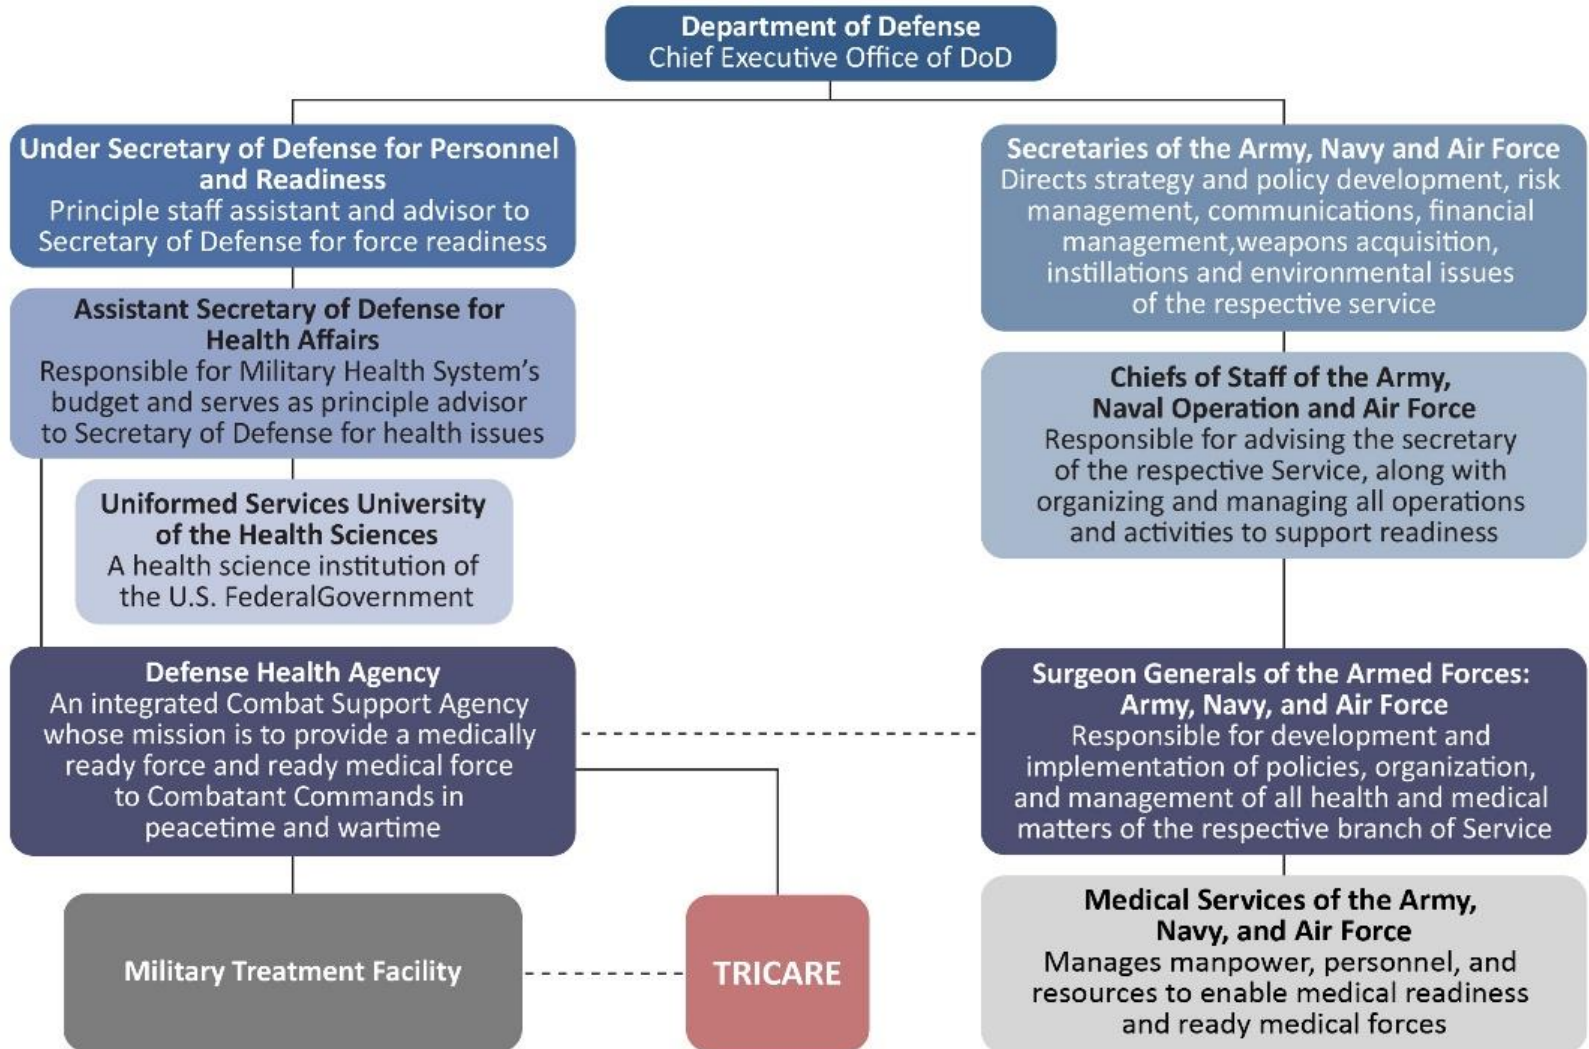 Department of Defense
Chief Executive Office of DoD
Under Secretary of Defense for Personnel
and Readiness
Principle staff assistant and advisor to
Secretary of Defense for force readiness
Assistant Secretary of Defense for
Health Affairs
Responsible for Military Health System's
budget and serves as principle advisor
to Secretary of Defense for health issues
Uniformed Services University
of the Health Sciences
A health science institution of
the U.S. FederalGovernment
Defense Health Agency
An integrated Combat Support Agency
whose mission is to provide a medically
ready force and ready medical force
to Combatant Commands in
peacetime and wartime
Military Treatment Facility
TRICARE
Secretaries of the Army, Navy and Air Force
Directs strategy and policy development, risk
management, communications, financial
management,weapons acquisition,
instillations and environmental issues
of the respective service
Chiefs of Staff of the Army,
Naval Operation and Air Force
Responsible for advising the secretary
of the respective Service, along with
organizing and managing all operations
and activities to support readiness
Surgeon Generals of the Armed Forces:
Army, Navy, and Air Force
Responsible for development and
implementation of policies, organization,
and management of all health and medical
matters of the respective branch of Service
Medical Services of the Army,
Navy, and Air Force
Manages manpower, personnel, and
resources to enable medical readiness
and ready medical forces